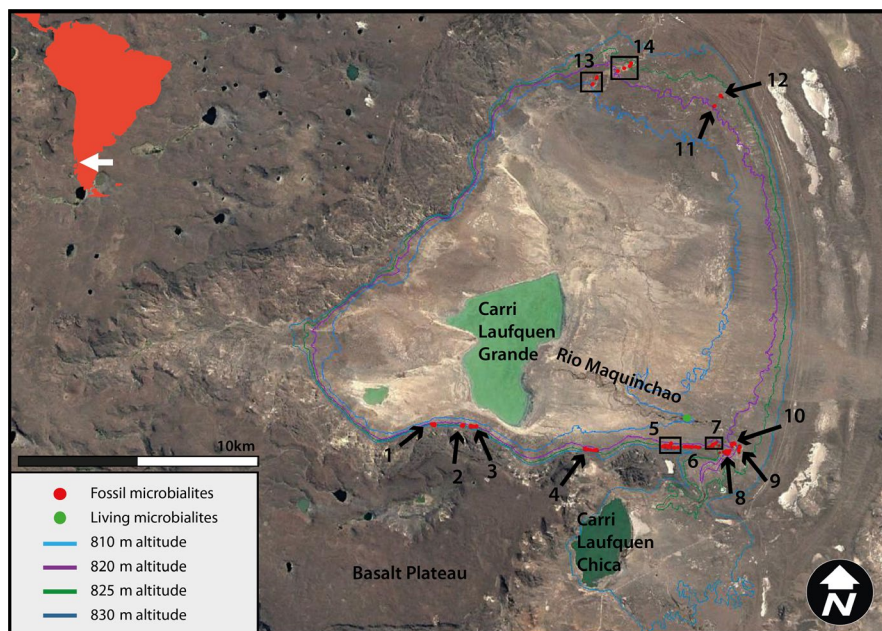 13
14
12
11
Carri
Laufquen
Grande
Rio Maquinchao
10km
1
2
3
4
5
6
7
8
9
10
Carri
Laufquen
Chica
Basalt Plateau
Fossil microbialites
Living microbialites
810 m altitude
820 m altitude
825 m altitude
830 m altitude
N